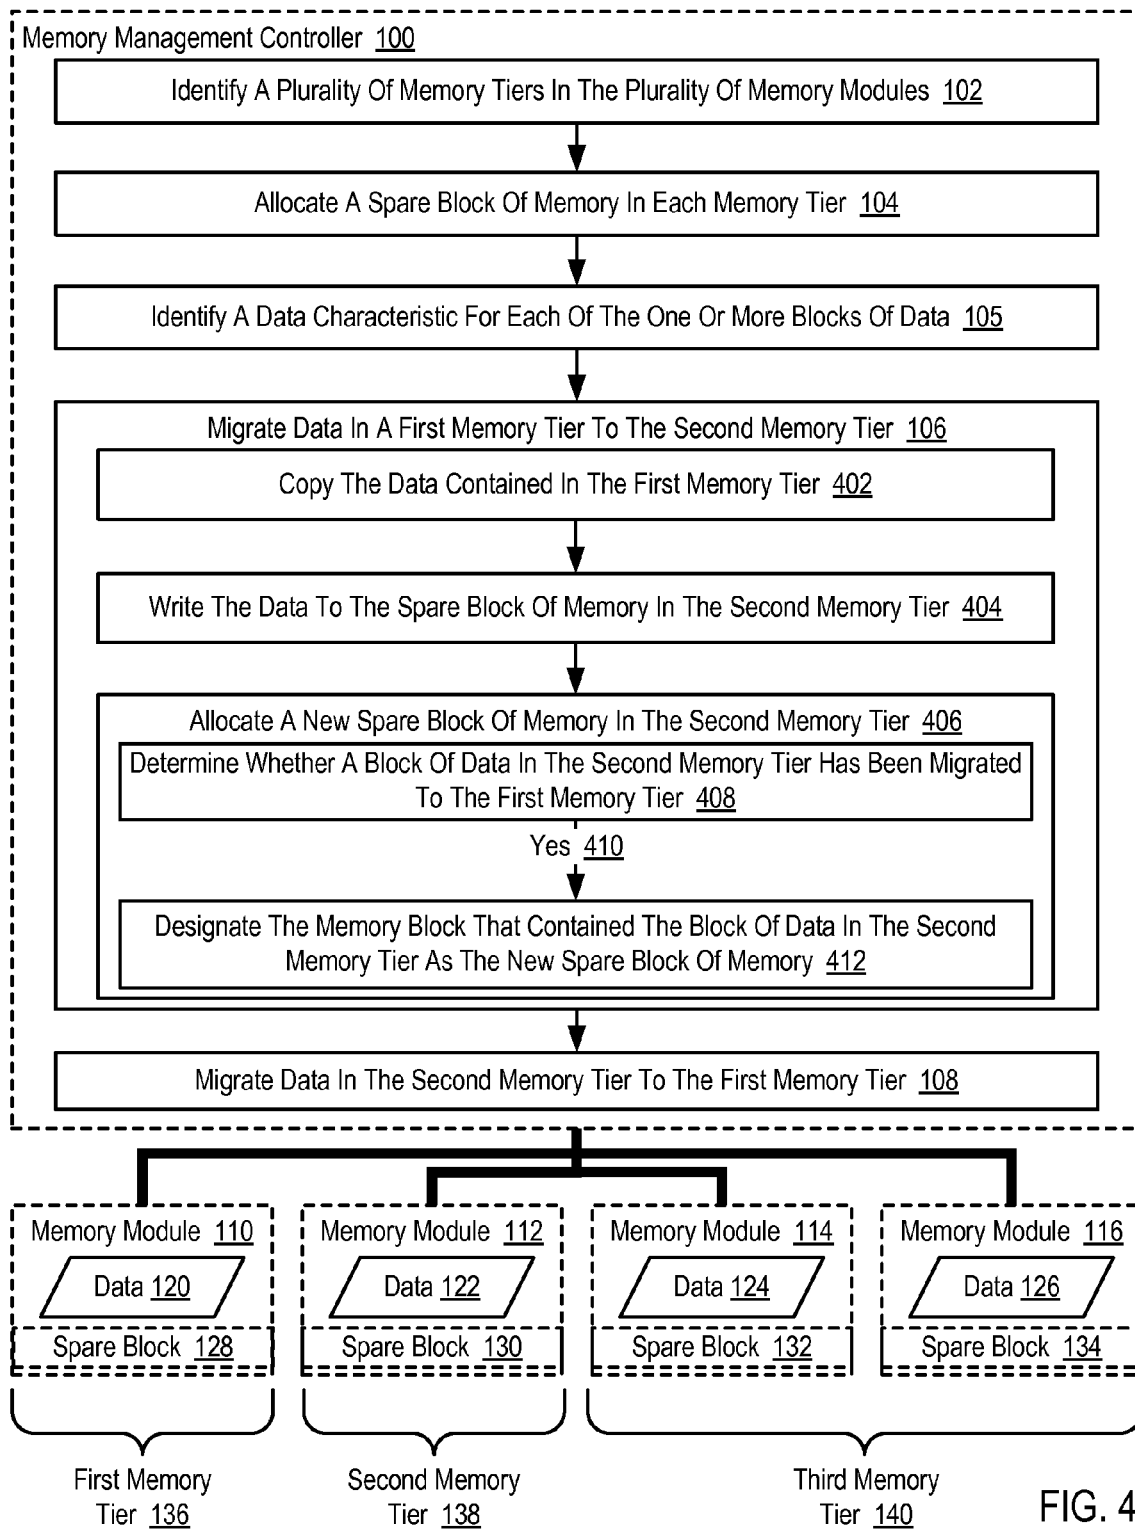 Memory Management Controller 100
Identify A Plurality Of Memory Tiers In The Plurality Of Memory Modules 102
Allocate A Spare Block Of Memory In Each Memory Tier 104
Identify A Data Characteristic For Each Of The One Or More Blocks Of Data 105
Migrate Data In A First Memory Tier To The Second Memory Tier 106
Copy The Data Contained In The First Memory Tier 402
Write The Data To The Spare Block Of Memory In The Second Memory Tier 404
Allocate A New Spare Block Of Memory In The Second Memory Tier 406
Determine Whether A Block Of Data In The Second Memory Tier Has Been Migrated
To The First Memory Tier 408
Yes 410
Designate The Memory Block That Contained The Block Of Data In The Second
Memory Tier As The New Spare Block Of Memory 412
Migrate Data In The Second Memory Tier To The First Memory Tier 108
Memory Module 110
Data 120
Spare Block 128
Memory Module 112
Data 122
Spare Block 130
Memory Module 114
Data 124
Spare Block 132
Memory Module 116
Data 126
Spare Block 134
First Memory
Tier 136
Second Memory
Tier 138
Third Memory
Tier 140
FIG. 4